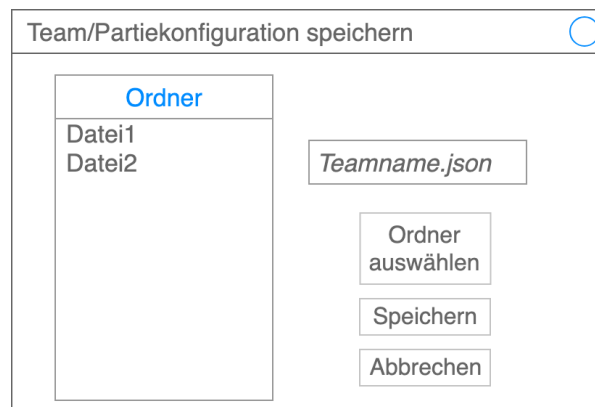 Team/Partiekonfiguration speichern
Ordner
Datei1
Datei2
Teamname.json
Ordner
auswählen
Speichern
Abbrechen